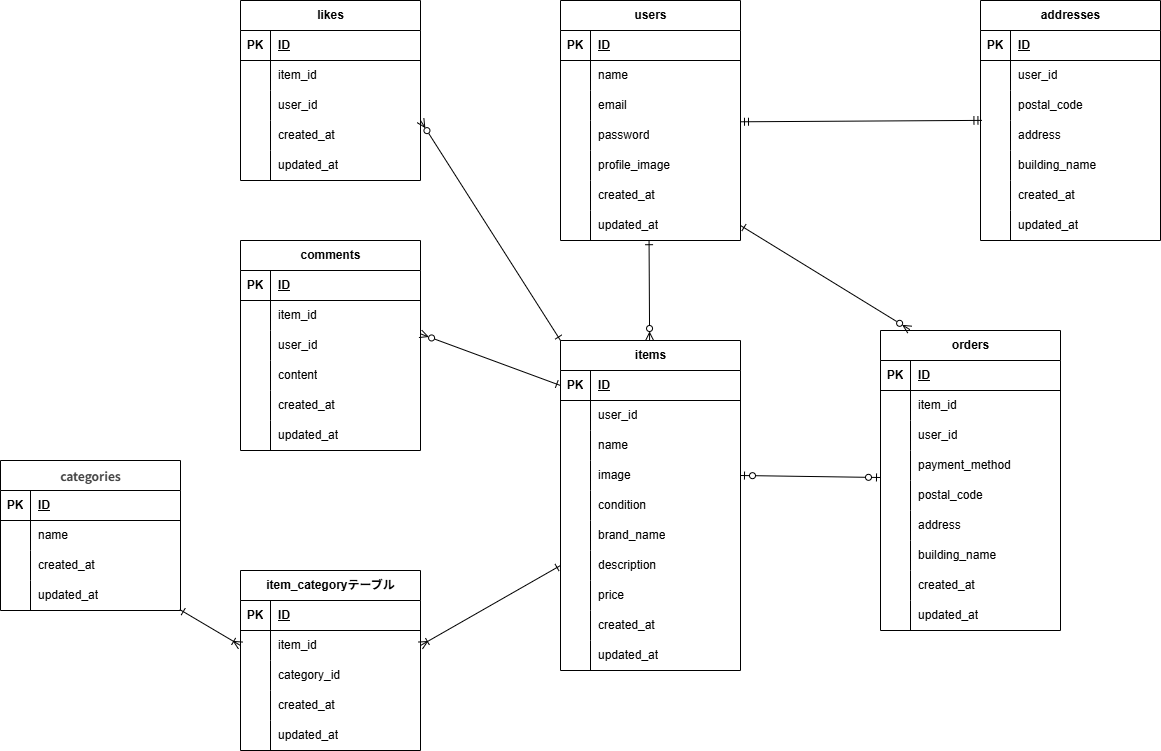 likes
PK ID
item_id
user_id
created_at
updated_at
users
PK ID
name
email
password
profile_image
created_at
updated_at
addresses
PK ID
user_id
postal_code
address
building_name
created_at
updated_at
comments
PK ID
item_id
user_id
content
created_at
updated_at
items
PK ID
user_id
name
image
condition
brand_name
description
price
created_at
updated_at
orders
PK ID
item_id
user_id
payment_method
postal_code
address
building_name
created_at
updated_at
categories
PK ID
name
created_at
updated_at
item_categoryテーブル
PK ID
item_id
category_id
created_at
updated_at